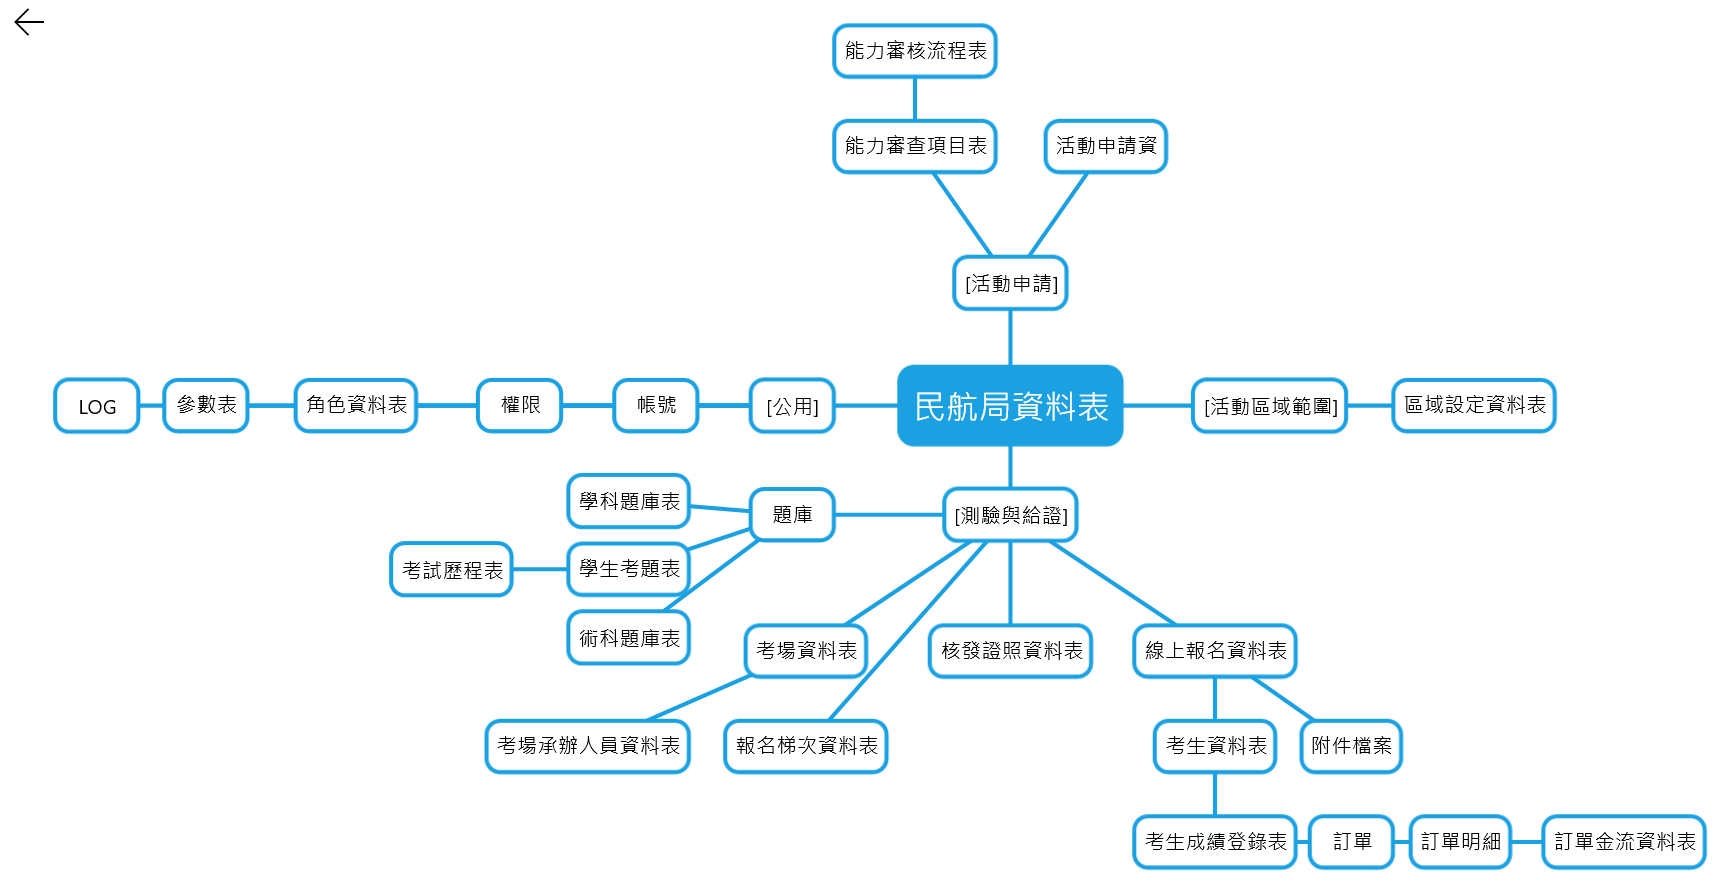 能力審核流程表
能力審查項目表
活動申請資
[活動申請]
LOG
參數表
角色資料表
權限
帳號
[公用]
民航局資料表
[活動區域範圍]
區域設定資料表
學科題庫表
題庫
[測驗與給證]
考試歷程表
學生考題表
術科題庫表
考場資料表
核發證照資料表
線上報名資料表
考場承辦人員資料表
報名梯次資料表
考生資料表
附件檔案
考生成績登錄表
訂單
訂單明細
訂單金流資料表